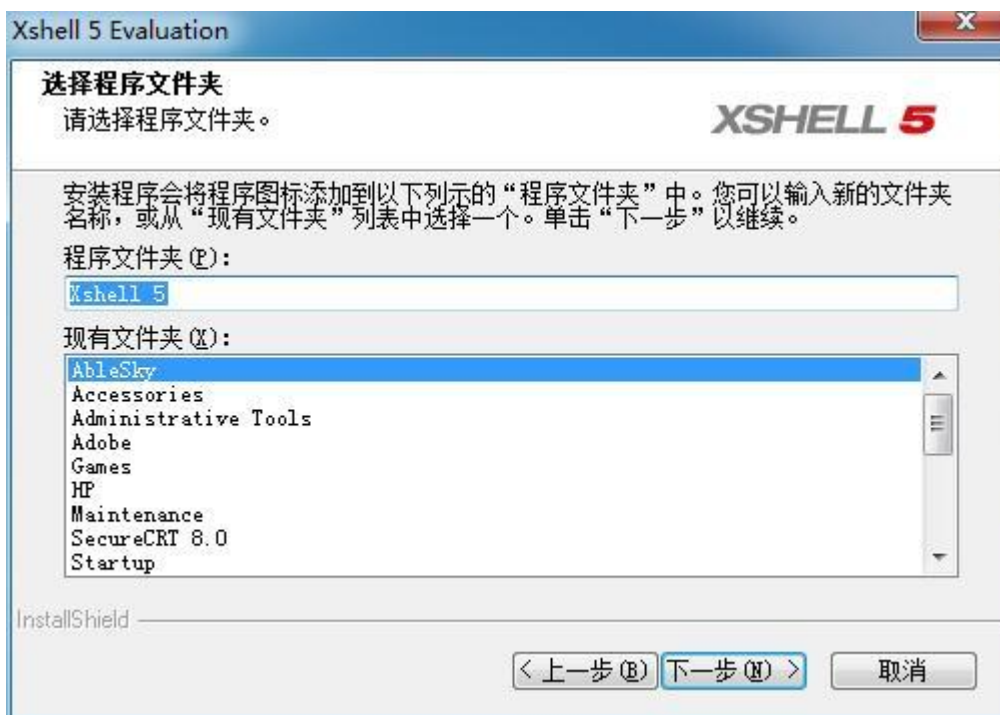 Xshell 5 Evaluation
选择程序文件夹
请选择程序文件夹。
XSHELL 5
安装程序会将程序图标添加到以下列示的“程序文件夹”中。您可以输入新的文件夹
名称，或从“现有文件夹”列表中选择一个。单击“下一步”以继续。
程序文件夹(P)：
Xshell 5
现有文件夹(X)：
AbleSky
Accessories
Administrative Tools
Adobe
Games
HP
Maintenance
SecureCRT 8.0
Startup
InstallShield
< 上一步(B) 下一步(N) > 取消